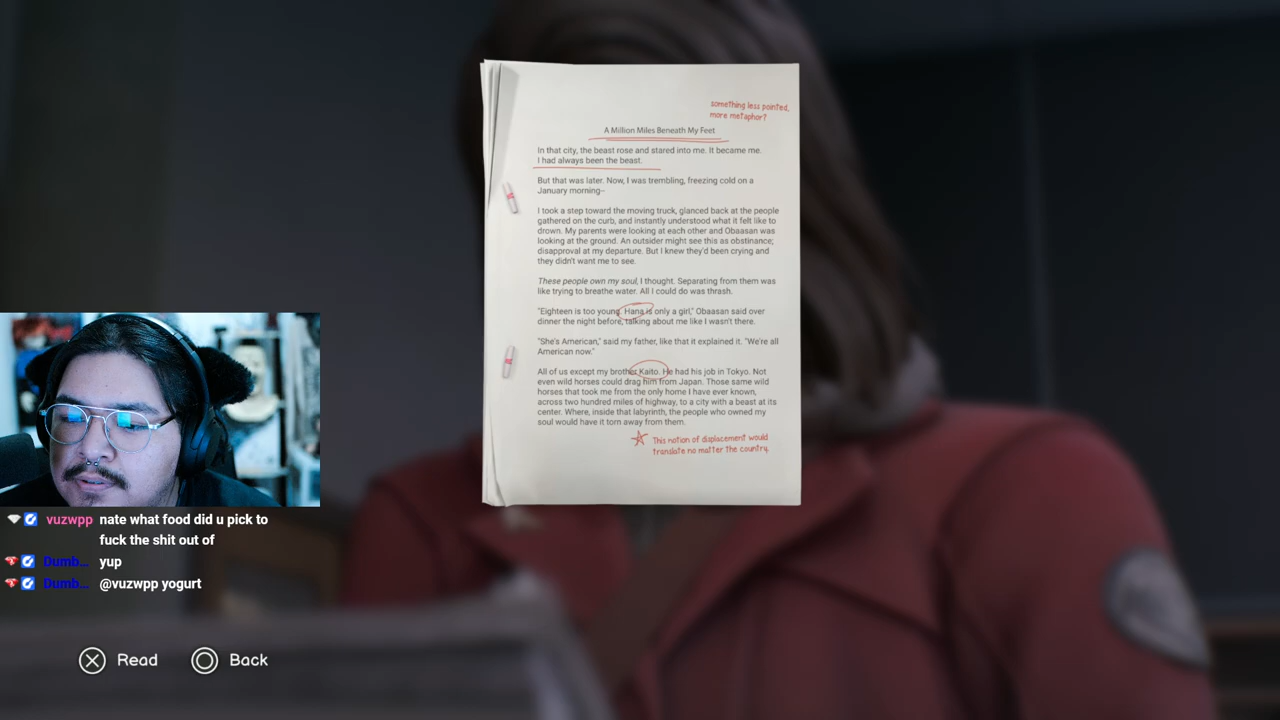 something less pointed,
more metaphor?
A Million Miles Beneath My Feet
In that city, the beast rose and stared into me. It became me.
I had always been the beast.
But that was later. Now, I was trembling, freezing cold on a
January morning--
I took a step toward the moving truck, glanced back at the people
gathered on the curb, and instantly understood what it felt like to
drown. My parents were looking at each other and Obaasan was
looking at the ground. An outsider might see this as obstinance;
disapproval at my departure. But I knew they'd been crying and
they didn't want me to see.
These people own my soul, I thought. Separating from them was
like trying to breathe water. All I could do was thrash.
"Eighteen is too young. Hana is only a girl," Obaasan said over
dinner the night before, talking about me like I wasn't there.
"She's American," said my father, like that it explained it. "We're all
American now."
All of us except my brother Kaito. He had his job in Tokyo. Not
even wild horses could drag him from Japan. Those same wild
horses that took me from the only home I have ever known,
across two hundred miles of highway, to a city with a beast at its
center. Where, inside that labyrinth, the people who owned my
soul would have it torn away from them.
This notion of displacement would
translate no matter the country.
vuzwpp nate what food did u pick to
fuck the shit out of
Dumb... yup
Dumb... @vuzwpp yogurt
Read Back